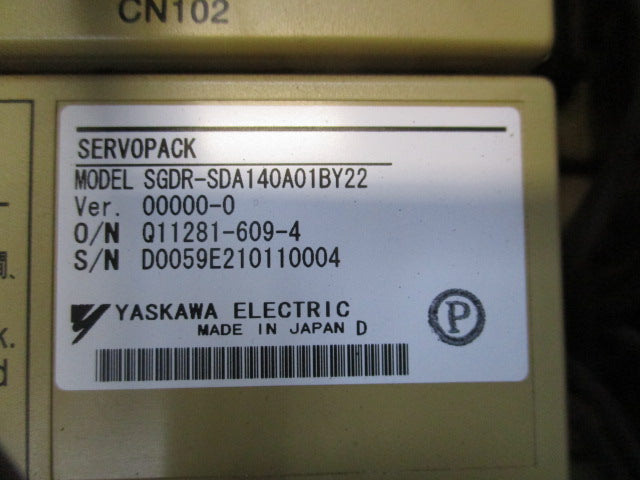 CN102
SERVOPACK
MODEL SGDR-SDA140A01BY22
Ver. 00000-0
O/N Q11281-609-4
S/N D0059E210110004
YASKAWA ELECTRIC
MADE IN JAPAN D
P